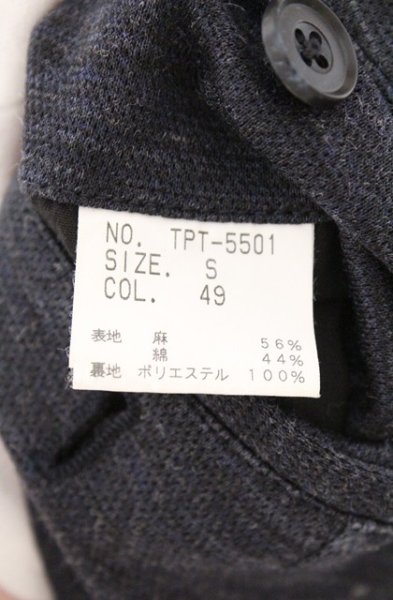 NO. TPT-5501
SIZE. S
COL. 49
表地 麻 56%
綿 44%
裏地 ポリエステル 100%